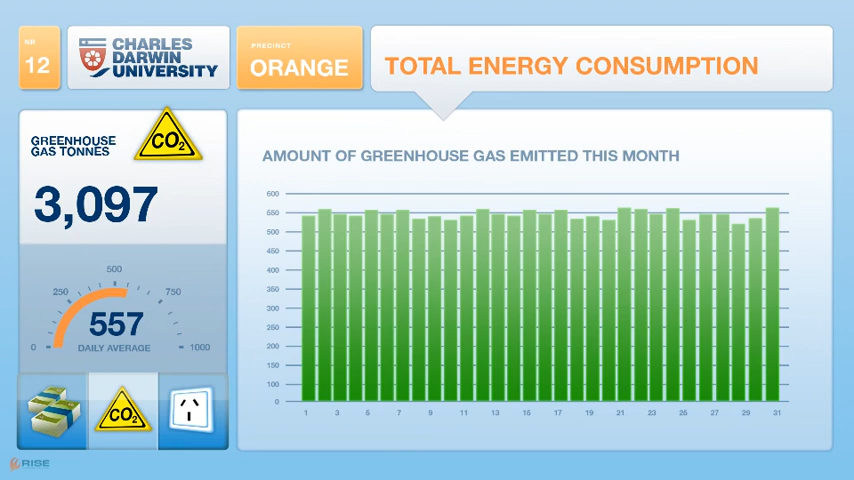 NR
12
CHARLES
DARWIN
UNIVERSITY
PRECINCT
ORANGE
TOTAL ENERGY CONSUMPTION
GREENHOUSE
GAS TONNES
CO2
3,097
AMOUNT OF GREENHOUSE GAS EMITTED THIS MONTH
600
550
500
450
400
350
300
250
200
150
100
0
1 3 5 7 9 11 13 15 17 19 21 23 25 27 29 31
500
250 750
557
0 DAILY AVERAGE 1000
CO2
RISE